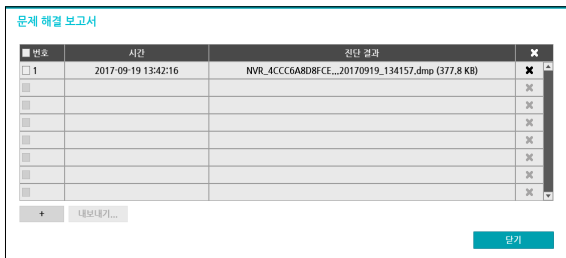 문제 해결 보고서
번호 시간 진단 결과
1 2017-09-19 13:42:16 NVR_4CCC6A8D8FCE,,,20170919_134157,dmp (377,8 KB)
+ 내보내기,,,
닫기